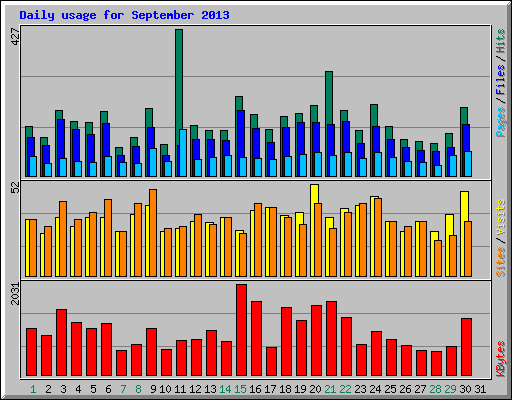 Daily usage for September 2013
427
Pages / Files / Hits
52
Sites / Visits
2031
KBytes
1 2 3 4 5 6 7 8 9 10 11 12 13 14 15 16 17 18 19 20 21 22 23 24 25 26 27 28 29 30 31